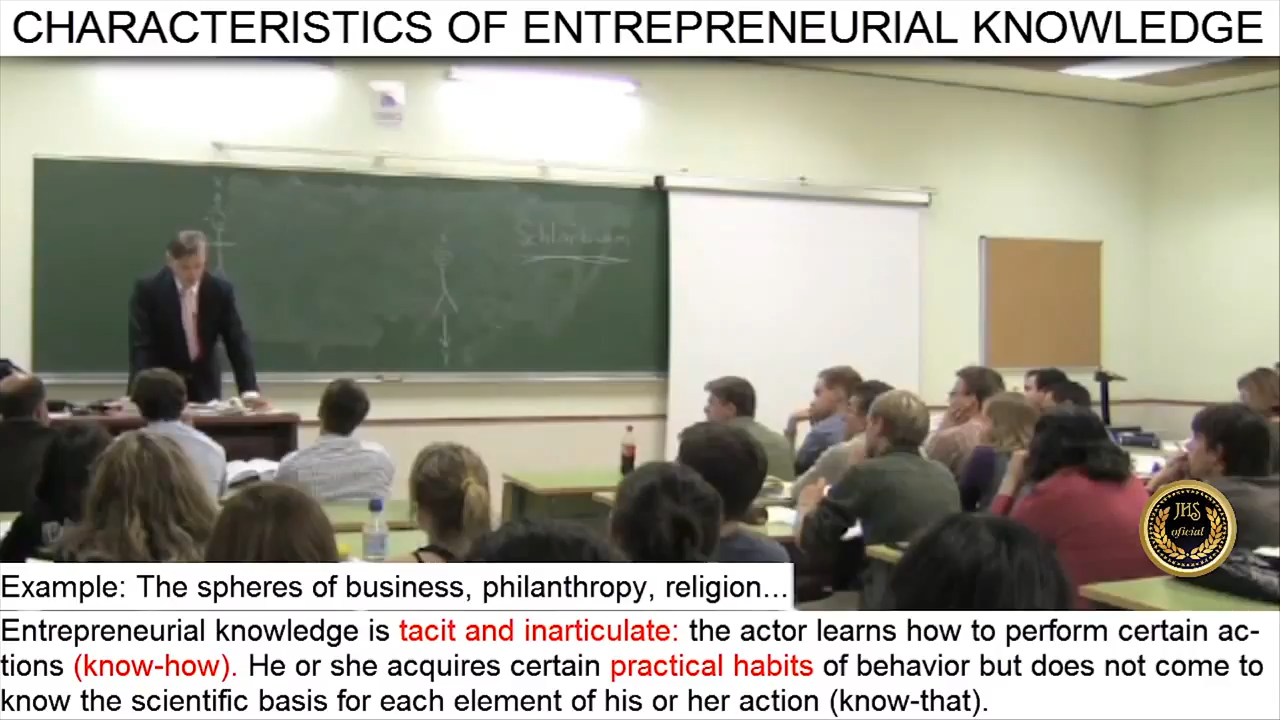 CHARACTERISTICS OF ENTREPRENEURIAL KNOWLEDGE
Schlarbaum
JHS
oficial
Example: The spheres of business, philanthropy, religion...
Entrepreneurial knowledge is tacit and inarticulate: the actor learns how to perform certain ac-
tions (know-how). He or she acquires certain practical habits of behavior but does not come to
know the scientific basis for each element of his or her action (know-that).